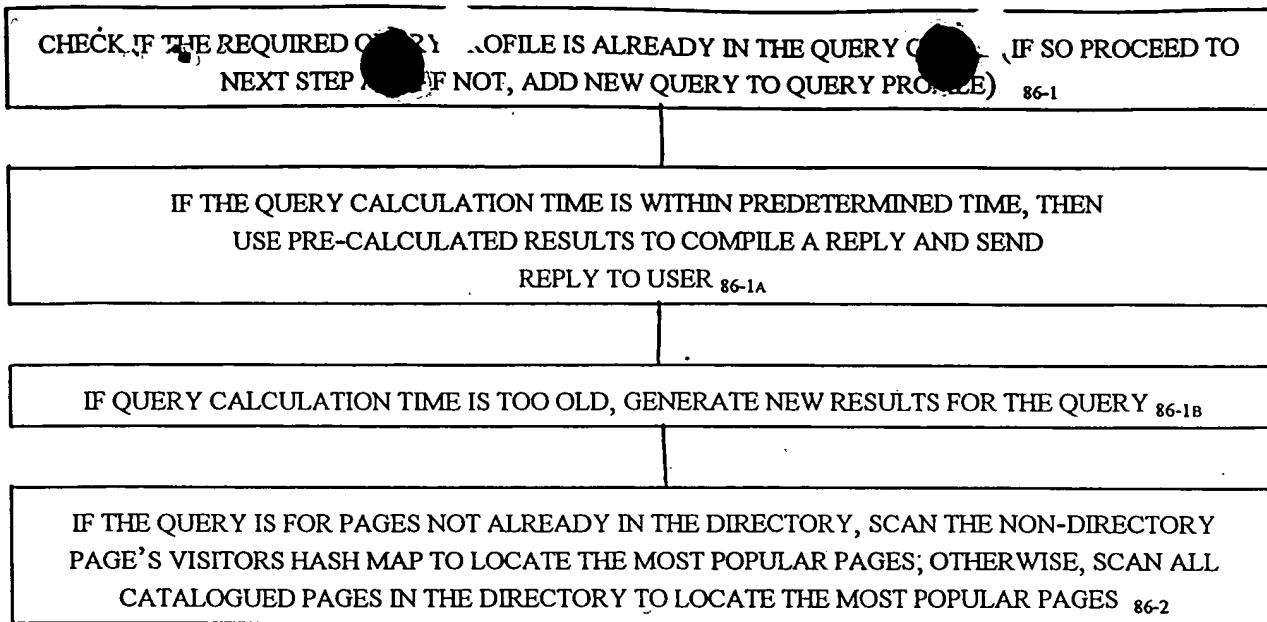 CHECK IF THE REQUIRED IS ALREADY IN THE QUERY IF SO PROCEED TO
NEXT STEP IF NOT, ADD NEW QUERY TO QUERY 86-1
IF THE QUERY CALCULATION TIME IS WITHIN PREDETERMINED TIME, THEN
USE PRE-CALCULATED RESULTS TO COMPILE A REPLY AND SEND
REPLY TO USER 86-1A
IF QUERY CALCULATION TIME IS TOO OLD, GENERATE NEW RESULTS FOR THE QUERY 86-1B
IF THE QUERY IS FOR PAGES NOT ALREADY IN THE DIRECTORY, SCAN THE NON-DIRECTORY
PAGE'S VISITORS HASH MAP TO LOCATE THE MOST POPULAR PAGES; OTHERWISE, SCAN ALL
CATALOGUED PAGES IN THE DIRECTORY TO LOCATE THE MOST POPULAR PAGES 86-2